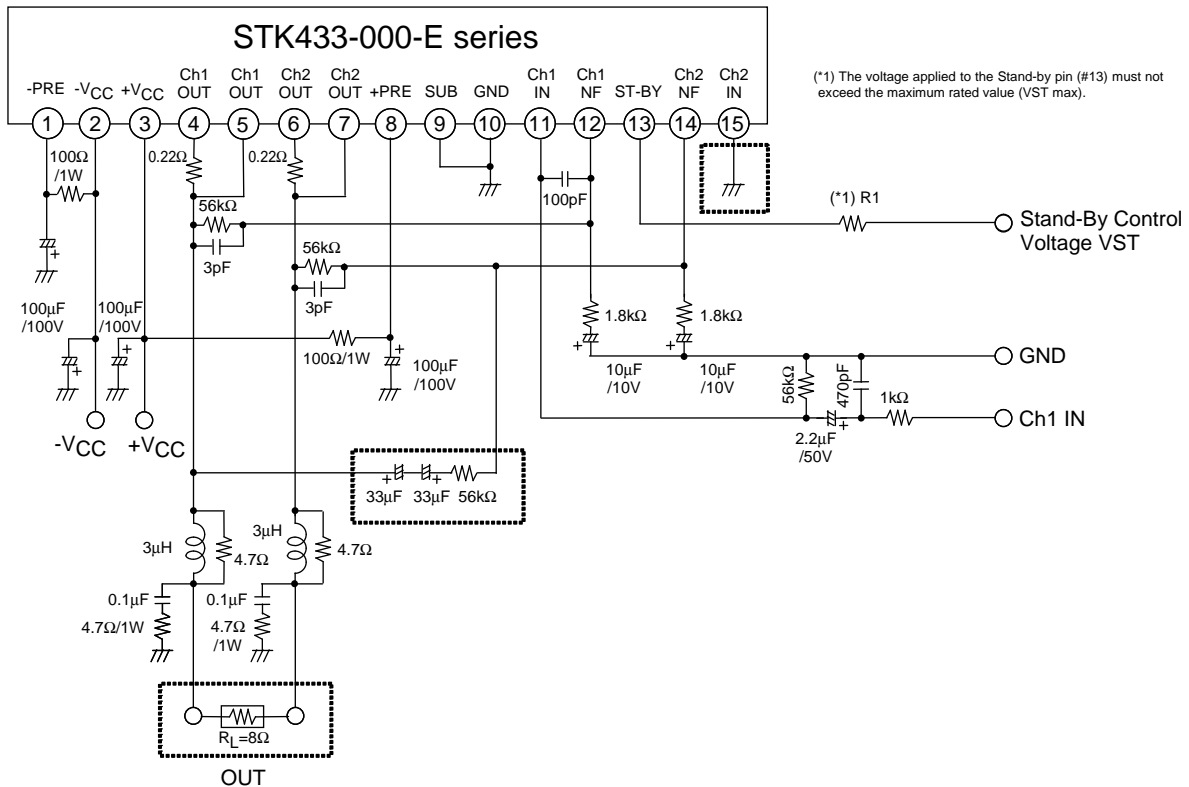 STK433-000-E series
(*1) The voltage applied to the Stand-by pin (#13) must not
exceed the maximum rated value (VST max).
-PRE
-VCC
+VCC
Ch1
OUT
Ch1
OUT
Ch2
OUT
Ch2
OUT
+PRE
SUB
GND
Ch1
IN
Ch1
NF
ST-BY
Ch2
NF
Ch2
IN
1
2
3
4
5
6
7
8
9
10
11
12
13
14
15
100Ω
/1W
0.22Ω
0.22Ω
100pF
(*1) R1
Stand-By Control
Voltage VST
56kΩ
3pF
56kΩ
3pF
+
100μF
/100V
+
100μF
/100V
+
100Ω/1W
+
100μF
/100V
1.8kΩ
+
10μF
/10V
1.8kΩ
+
10μF
/10V
GND
56kΩ
470pF
1kΩ
- +
2.2μF
/50V
Ch1 IN
-VCC
+VCC
+
33μF
+
33μF
56kΩ
3μH
4.7Ω
3μH
4.7Ω
0.1μF
4.7Ω/1W
0.1μF
4.7Ω
/1W
RL=8Ω
OUT